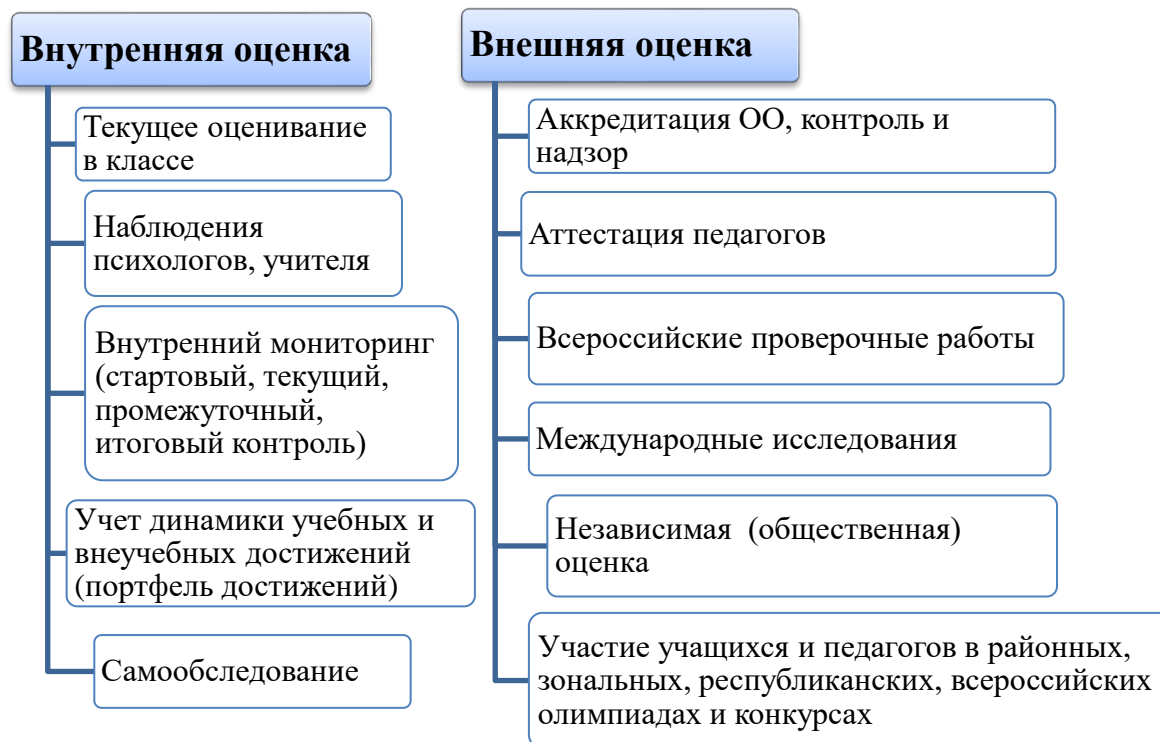 Внутренняя оценка
Текущее оценивание
в классе
Наблюдения
психологов, учителя
Внутренний мониторинг
(стартовый, текущий,
промежуточный,
итоговый контроль)
Учет динамики учебных и
внеучебных достижений
(портфель достижений)
Самообследование
Внешняя оценка
Аккредитация ОО, контроль и
надзор
Аттестация педагогов
Всероссийские проверочные работы
Международные исследования
Независимая (общественная)
оценка
Участие учащихся и педагогов в районных,
зональных, республиканских, всероссийских
олимпиадах и конкурсах